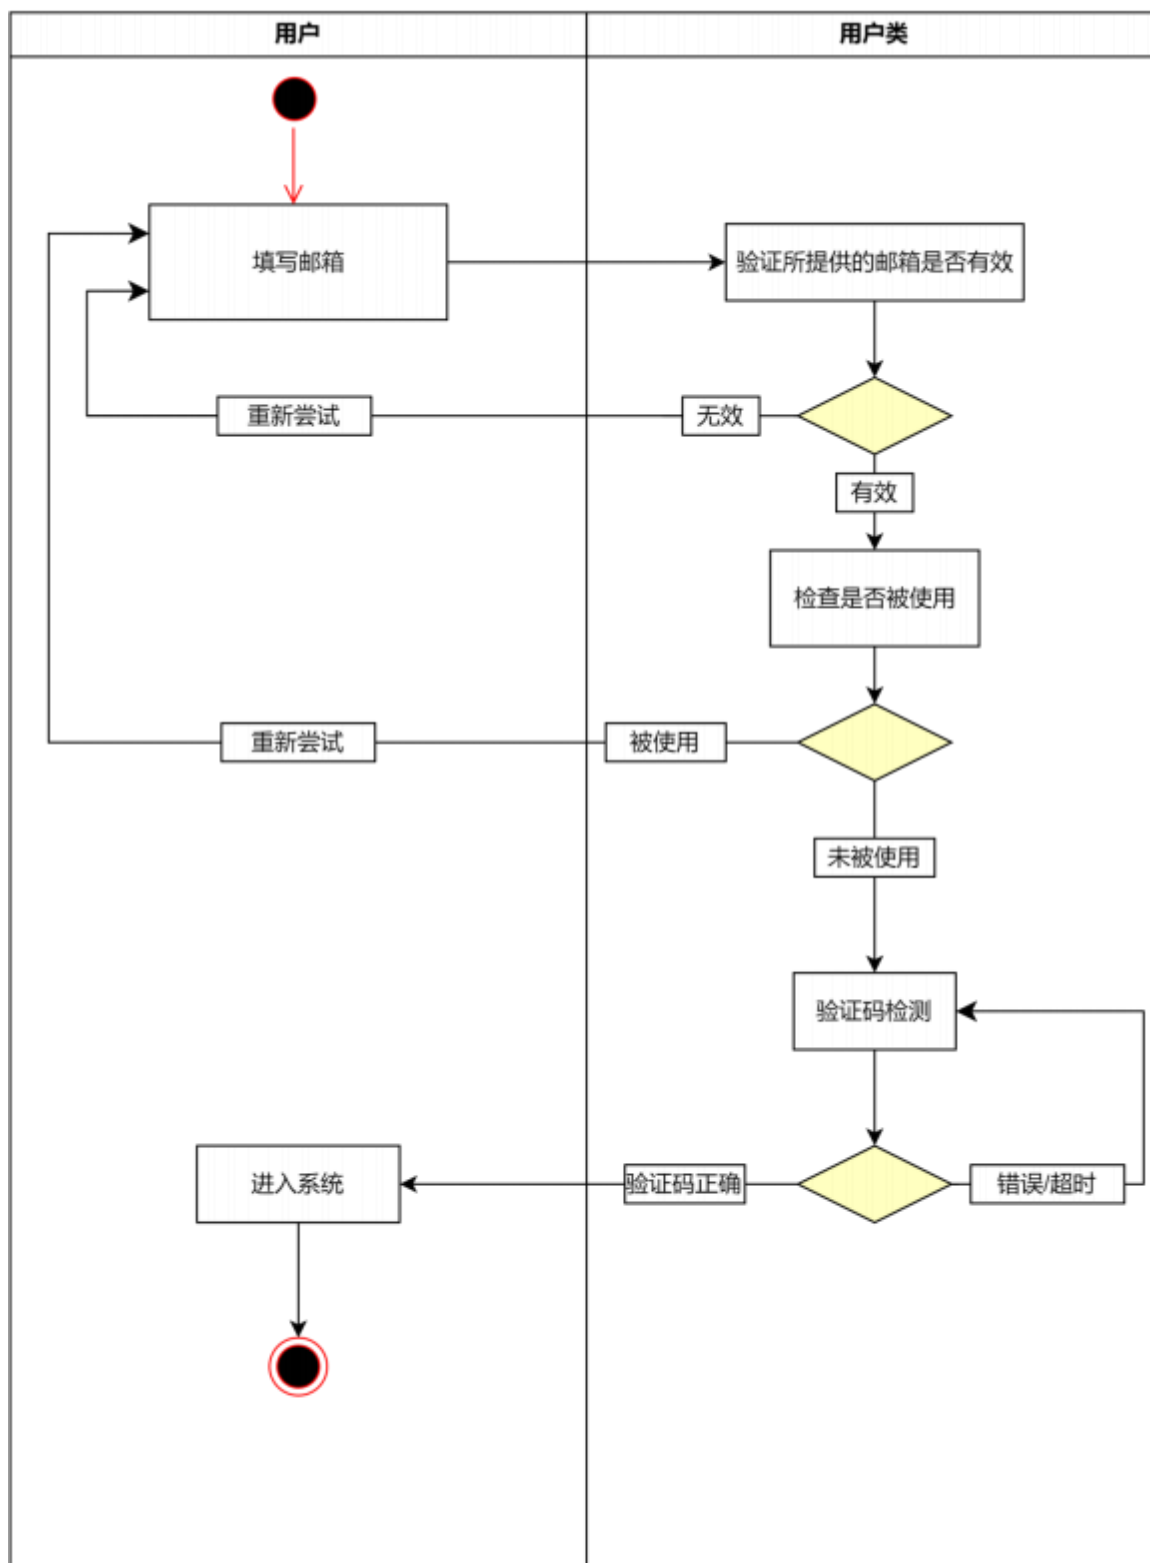 用户
用户类
填写邮箱
验证所提供的邮箱是否有效
重新尝试
无效
有效
检查是否被使用
重新尝试
被使用
未被使用
验证码检测
进入系统
验证码正确
错误/超时